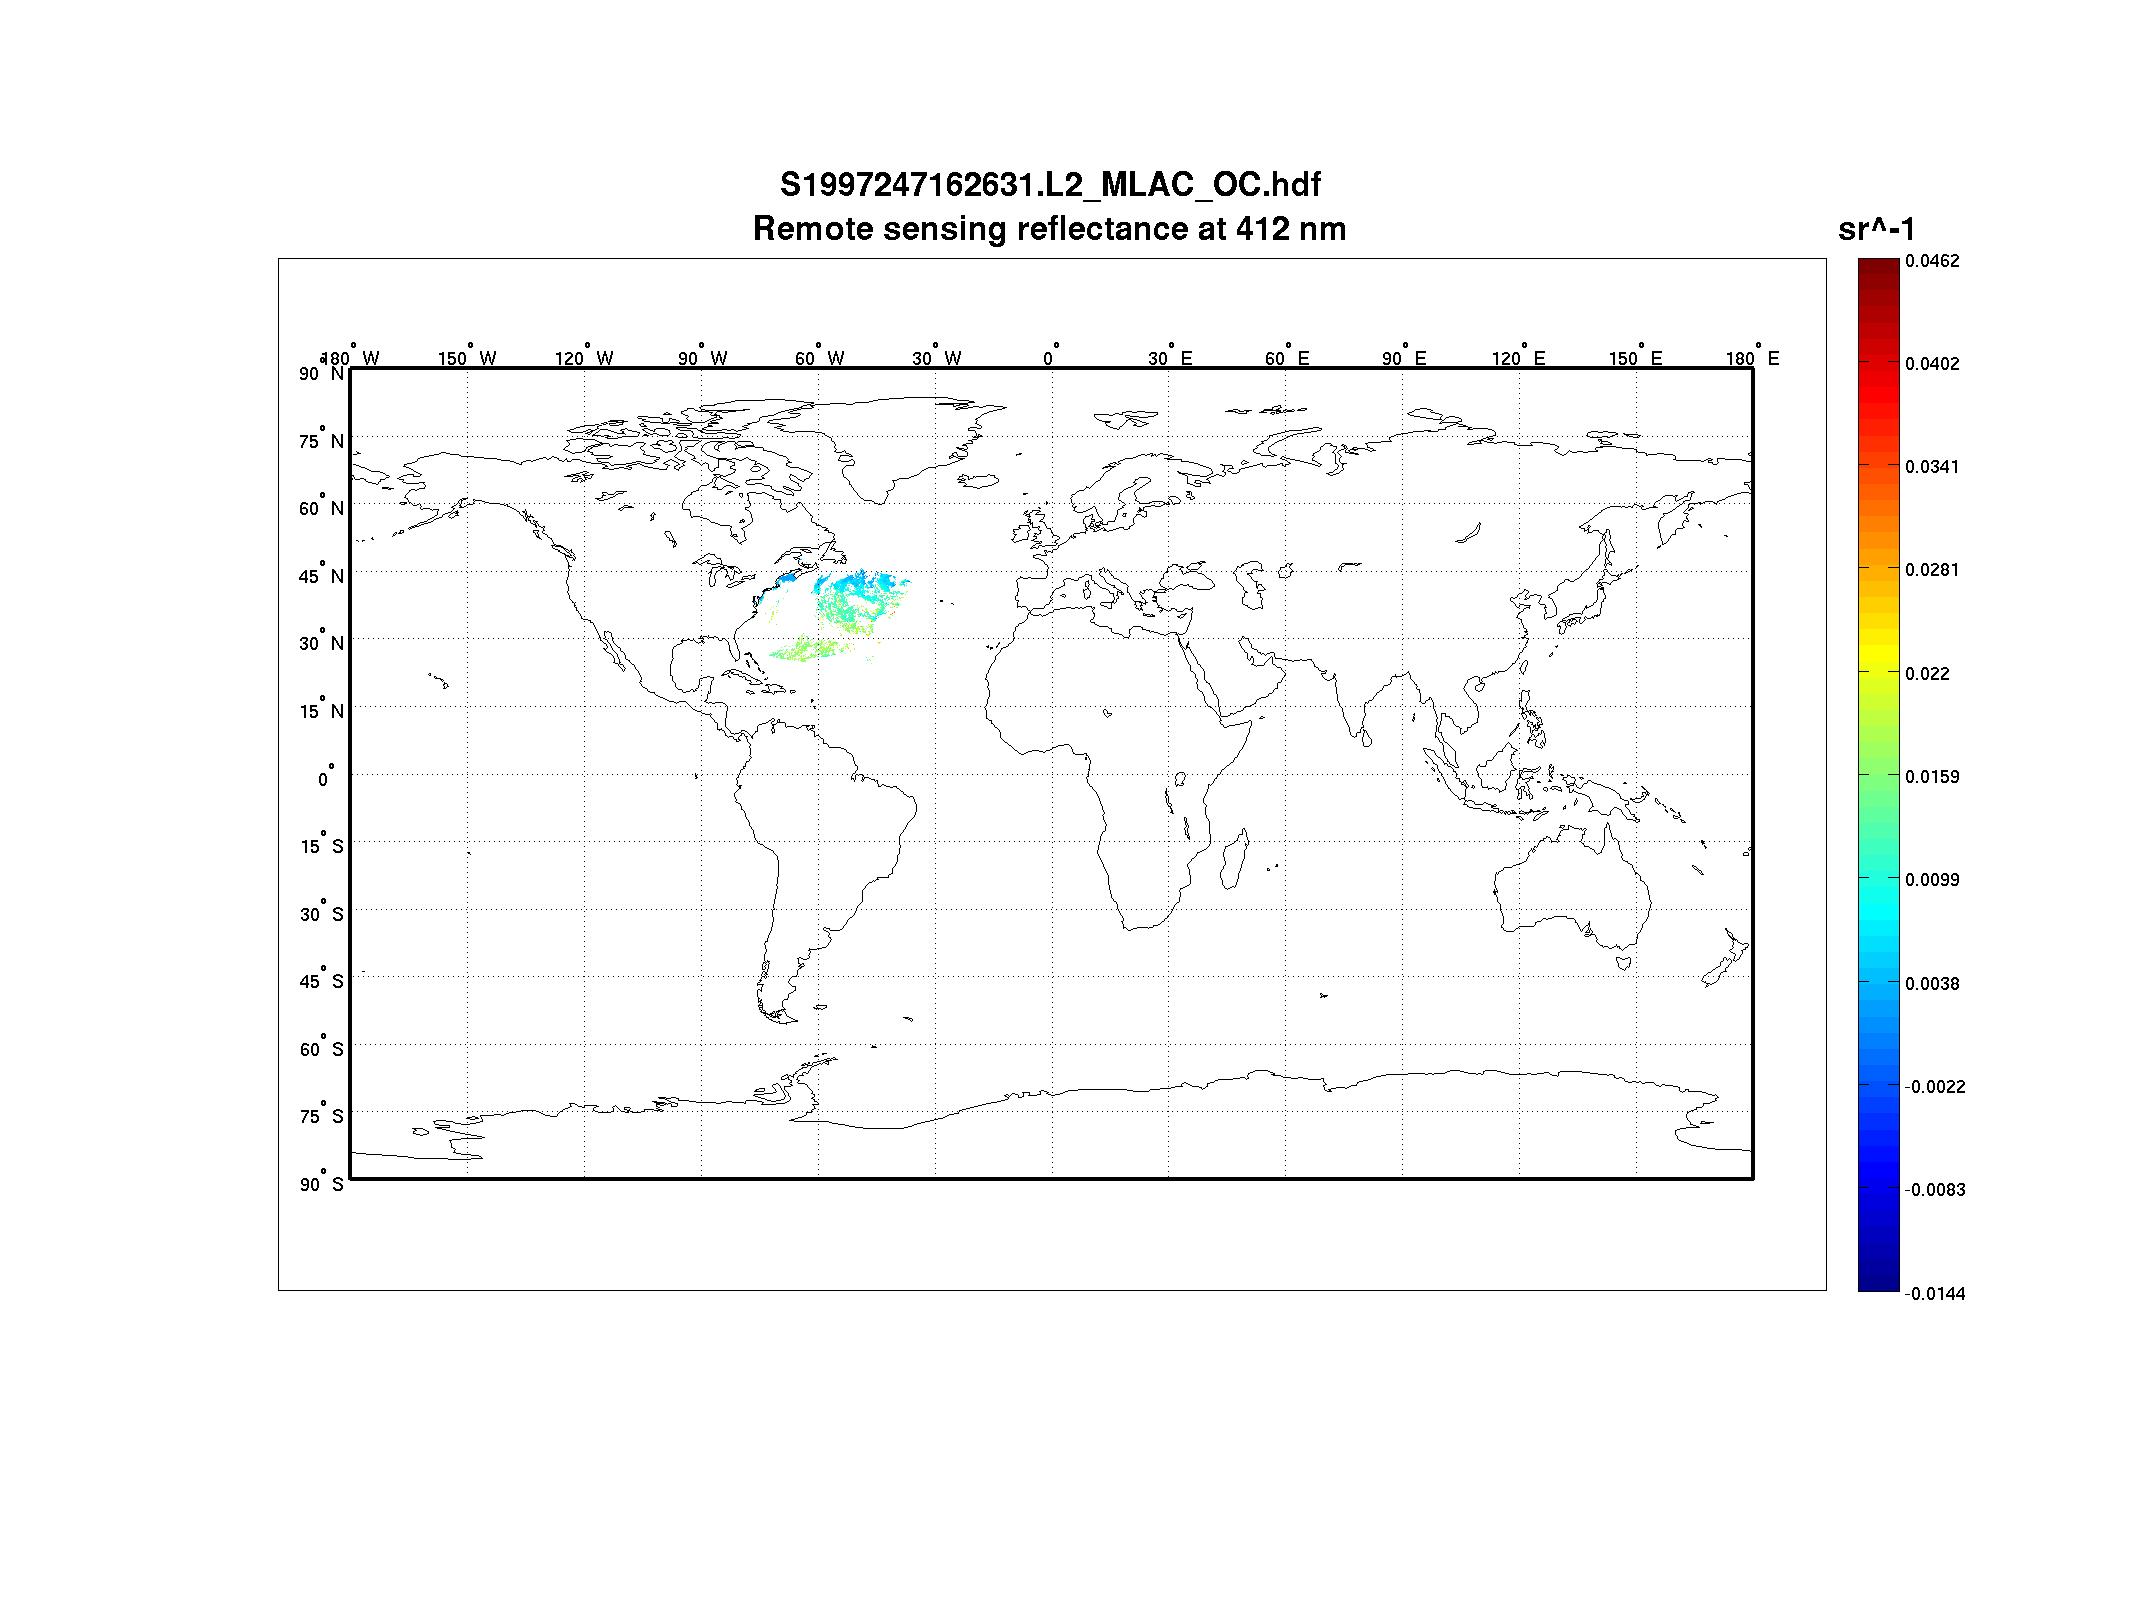 S1997247162631.L2_MLAC_OC.hdf
Remote sensing reflectance at 412 nm
sr^-1
180° W 150° W 120° W 90° W 60° W 30° W 0° 30° E 60° E 90° E 120° E 150° E 180° E
90° N
75° N
60° N
45° N
30° N
15° N
0°
15° S
30° S
45° S
60° S
75° S
90° S
0.0462
0.0402
0.0341
0.0281
0.022
0.0159
0.0099
0.0038
-0.0022
-0.0083
-0.0144